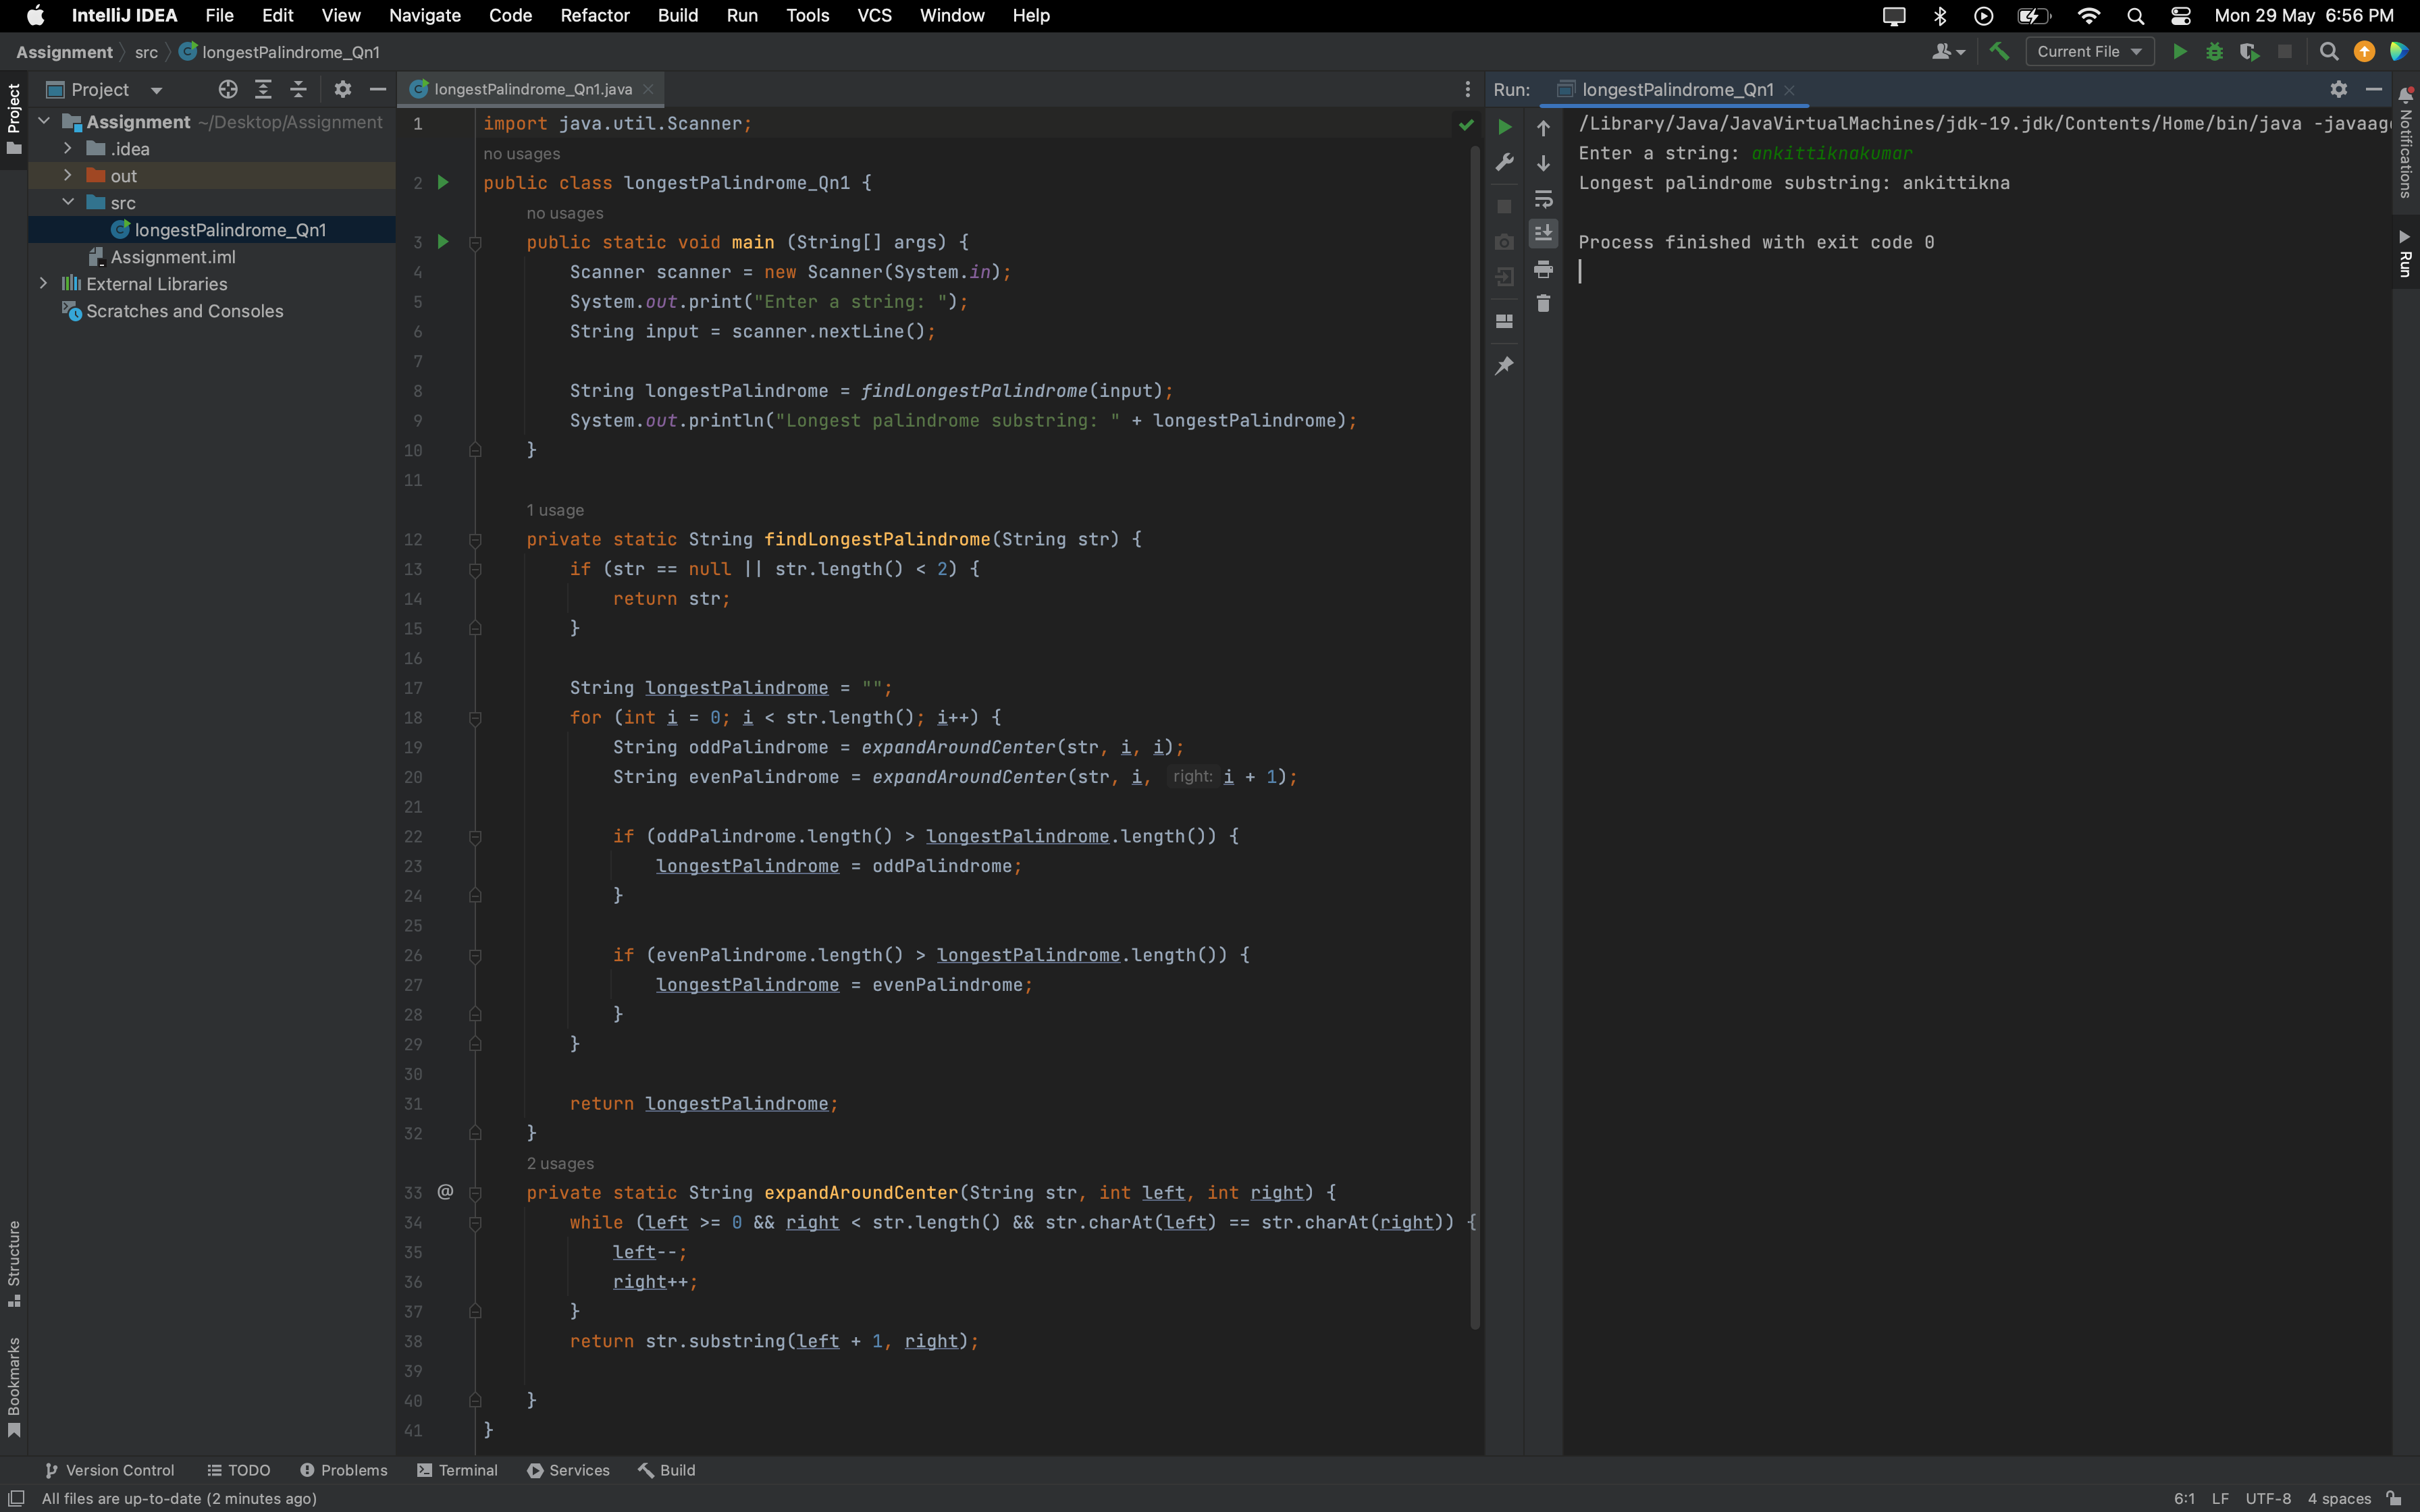 IntelliJ IDEA File Edit View Navigate Code Refactor Build Run Tools VCS Window Help Mon 29 May 6:56 PM
Assignment src longestPalindrome_Qn1 Current File
Project
Project
longestPalindrome_Qn1.java
Run: longestPalindrome_Qn1
Notifications
Run
Assignment ~/Desktop/Assignment
.idea
out
src
longestPalindrome_Qn1
Assignment.iml
External Libraries
Scratches and Consoles
1 import java.util.Scanner;
no usages
2 public class longestPalindrome_Qn1 {
no usages
3 public static void main (String[] args) {
4 Scanner scanner = new Scanner(System.in);
5 System.out.print("Enter a string: ");
6 String input = scanner.nextLine();
7
8 String longestPalindrome = findLongestPalindrome(input);
9 System.out.println("Longest palindrome substring: " + longestPalindrome);
10 }
11
1 usage
12 private static String findLongestPalindrome(String str) {
13 if (str == null || str.length() < 2) {
14 return str;
15 }
16
17 String longestPalindrome = "";
18 for (int i = 0; i < str.length(); i++) {
19 String oddPalindrome = expandAroundCenter(str, i, i);
20 String evenPalindrome = expandAroundCenter(str, i, right: i + 1);
21
22 if (oddPalindrome.length() > longestPalindrome.length()) {
23 longestPalindrome = oddPalindrome;
24 }
25
26 if (evenPalindrome.length() > longestPalindrome.length()) {
27 longestPalindrome = evenPalindrome;
28 }
29 }
30
31 return longestPalindrome;
32 }
2 usages
33 @ private static String expandAroundCenter(String str, int left, int right) {
34 while (left >= 0 && right < str.length() && str.charAt(left) == str.charAt(right)) {
35 left--;
36 right++;
37 }
38 return str.substring(left + 1, right);
39
40 }
41 }
/Library/Java/JavaVirtualMachines/jdk-19.jdk/Contents/Home/bin/java -javaag
Enter a string: ankittiknakumar
Longest palindrome substring: ankittikna
Process finished with exit code 0
Structure
Bookmarks
Version Control TODO Problems Terminal Services Build
All files are up-to-date (2 minutes ago) 6:1 LF UTF-8 4 spaces